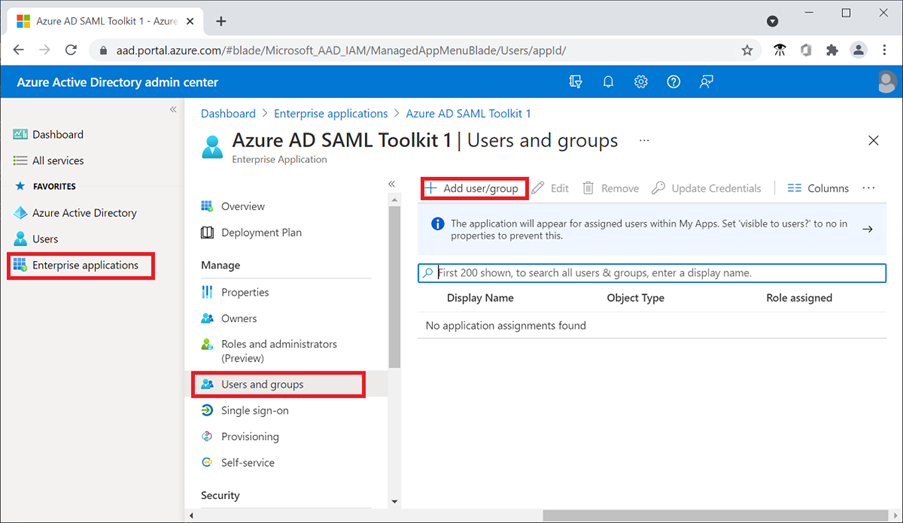 Azure AD SAML Toolkit 1 - Azure
aad.portal.azure.com/#blade/Microsoft_AAD_IAM/ManagedAppMenuBlade/Users/appId/
Azure Active Directory admin center
Dashboard
All services
FAVORITES
Azure Active Directory
Users
Enterprise applications
Dashboard > Enterprise applications > Azure AD SAML Toolkit 1
Azure AD SAML Toolkit 1 | Users and groups ...
Enterprise Application
Overview
Deployment Plan
Manage
Properties
Owners
Roles and administrators
(Preview)
Users and groups
Single sign-on
Provisioning
Self-service
Security
Add user/group Edit Remove Update Credentials Columns ...
The application will appear for assigned users within My Apps. Set 'visible to users?' to no in
properties to prevent this.
First 200 shown, to search all users & groups, enter a display name.
Display Name Object Type Role assigned
No application assignments found